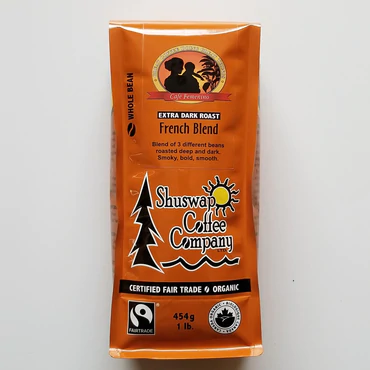 Café Femenino
WHOLE BEAN
EXTRA DARK ROAST
French Blend
Blend of 3 different beans
roasted deep and dark.
Smoky, bold, smooth.
Shuswap
Coffee
Company
CERTIFIED FAIR TRADE ORGANIC
FAIRTRADE
454g
1 lb.